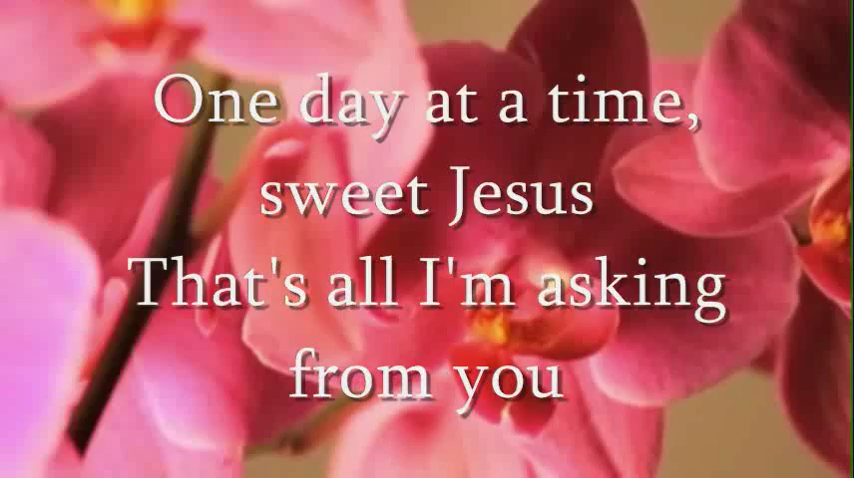 One day at a time,
sweet Jesus
That's all I'm asking
from you